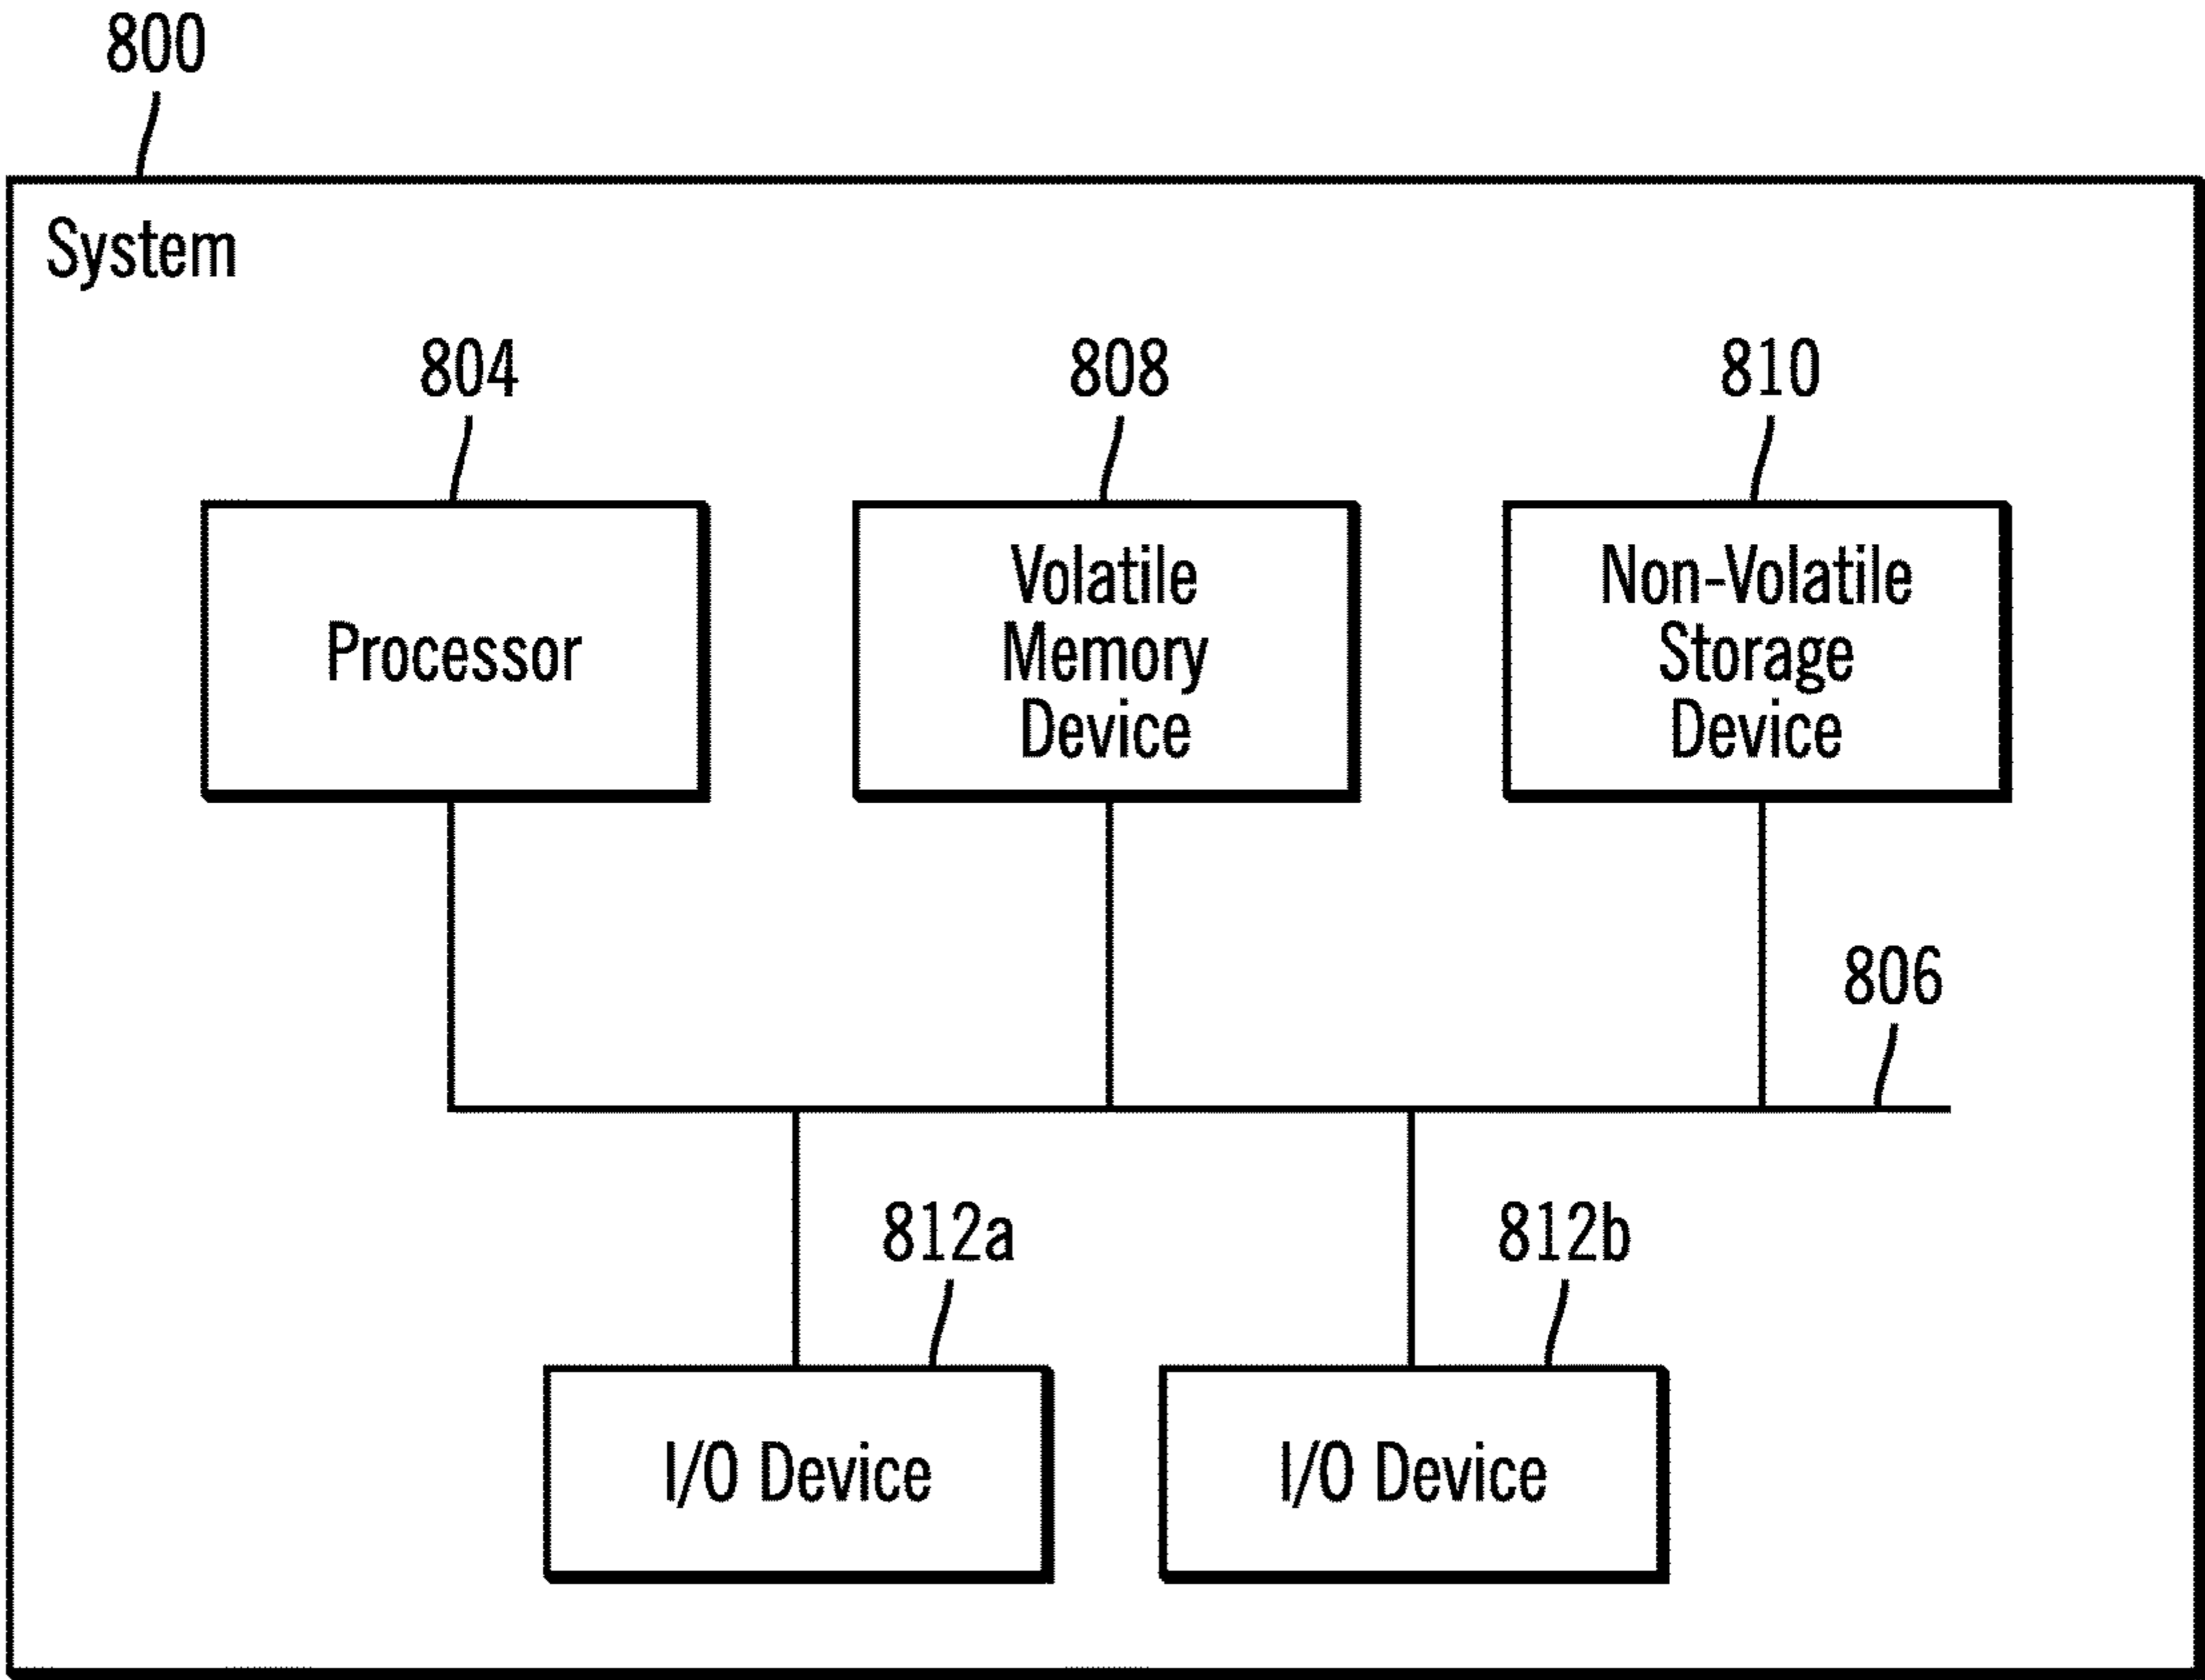 800
System
804
808
810
Processor
Volatile
Memory
Device
Non-Volatile
Storage
Device
806
812a
812b
I/O Device
I/O Device